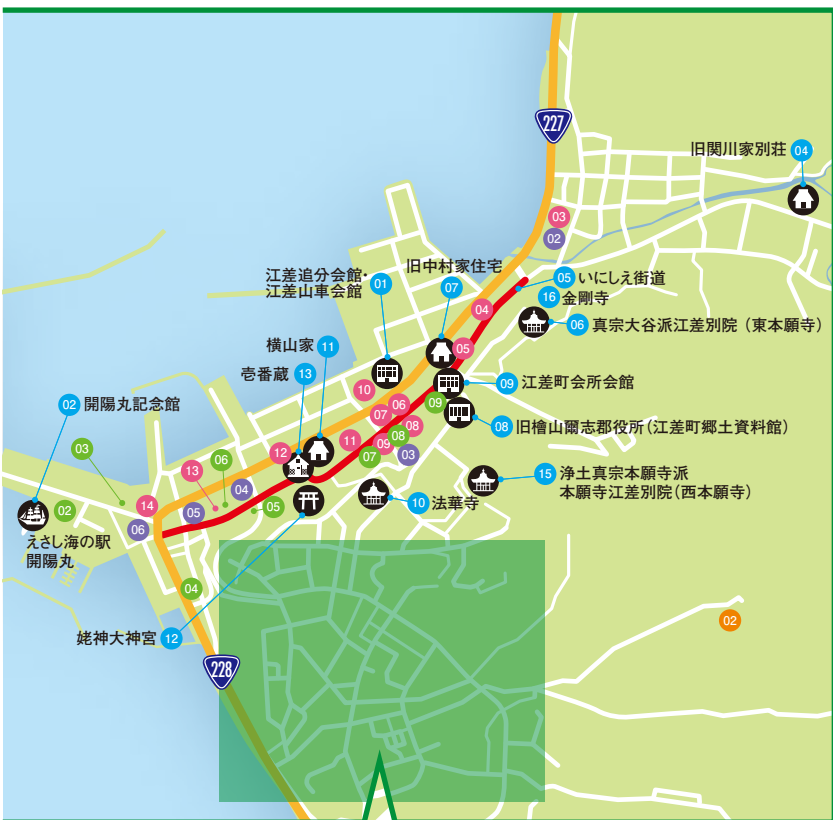 227
旧関川家別荘 04
03
02
旧中村家住宅
07
江差追分会館・
江差山車会館
01
05 いにしえ街道
16 金剛寺
04
06 真宗大谷派江差別院（東本願寺）
横山家 11
壱番蔵 13
05
09 江差町会所会館
02 開陽丸記念館
10
07
06
09
08
08 旧檜山爾志郡役所（江差町郷土資料館）
11
09
08
07
03
12
03
13
06
04
05
15 浄土真宗本願寺派
本願寺江差別院（西本願寺）
10 法華寺
02
14
05
06
えさし海の駅
開陽丸
04
姥神大神宮 12
02
228